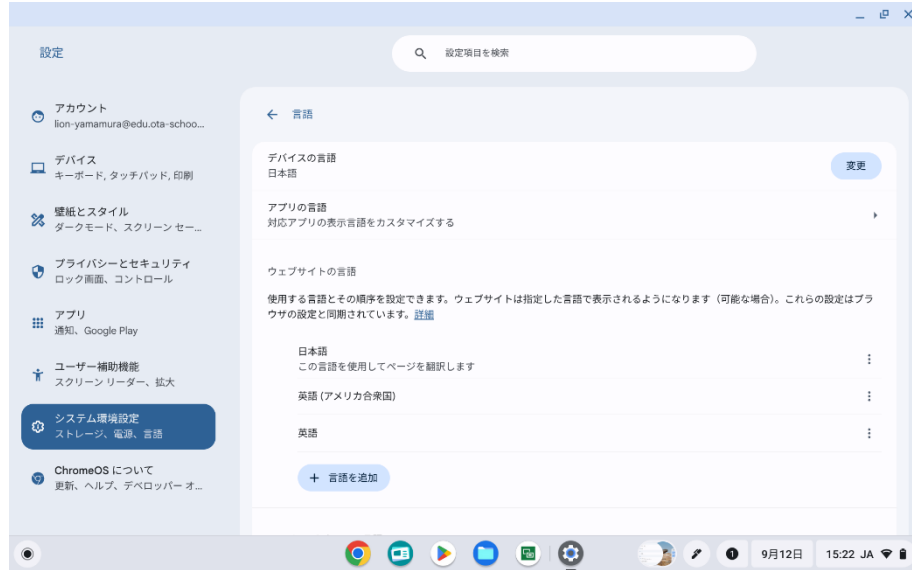 設定
設定項目を検索
アカウント
lion-yamamura@edu.ota-schoo...
デバイス
キーボード, タッチパッド, 印刷
壁紙とスタイル
ダークモード、スクリーン セー...
プライバシーとセキュリティ
ロック画面、コントロール
アプリ
通知、Google Play
ユーザー補助機能
スクリーン リーダー、拡大
システム環境設定
ストレージ、電源、言語
ChromeOS について
更新、ヘルプ、デベロッパー オ...
言語
デバイスの言語
日本語
変更
アプリの言語
対応アプリの表示言語をカスタマイズする
ウェブサイトの言語
使用する言語とその順序を設定できます。ウェブサイトは指定した言語で表示されるようになります（可能な場合）。これらの設定はブラ
ウザの設定と同期されています。詳細
日本語
この言語を使用してページを翻訳します
英語 (アメリカ合衆国)
英語
+ 言語を追加
1
9月12日
15:22 JA